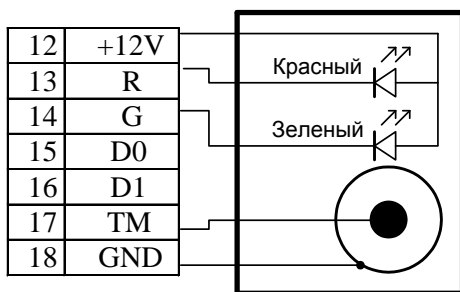 12 +12V
13 R
14 G
15 D0
16 D1
17 TM
18 GND
Красный
Зеленый